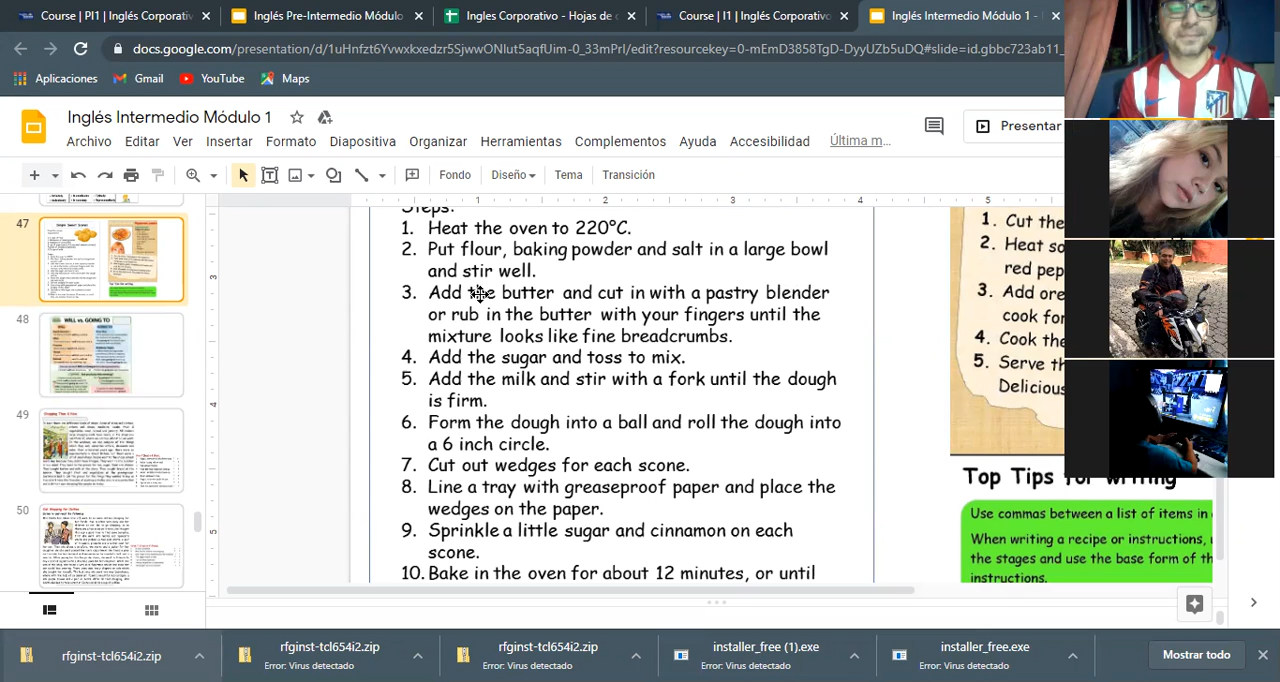 Course | PI1 | Inglés Corporativ
Inglés Pre-Intermedio Módulo
Ingles Corporativo - Hojas de c
Course | I1 | Inglés Corporativo
Inglés Intermedio Módulo 1 -
docs.google.com/presentation/d/1uHnfzt6Yvwxkxedzr5SjwwONlut5aqfUim-0_33mPrI/edit?resourcekey=0-mEmD3858TgD-DyyUZb5uDQ#slide=id.gbbc723ab11_
Aplicaciones
Gmail
YouTube
Maps
Inglés Intermedio Módulo 1
Archivo Editar Ver Insertar Formato Diapositiva Organizar Herramientas Complementos Ayuda Accesibilidad Última m...
Presentar
Fondo Diseño Tema Transición
1 2 3 4 5
3
4
5
47
48
WILL vs. GOING TO
49
50
Steps:
1. Heat the oven to 220°C.
2. Put flour, baking powder and salt in a large bowl
and stir well.
3. Add the butter and cut in with a pastry blender
or rub in the butter with your fingers until the
mixture looks like fine breadcrumbs.
4. Add the sugar and toss to mix.
5. Add the milk and stir with a fork until the dough
is firm.
6. Form the dough into a ball and roll the dough into
a 6 inch circle.
7. Cut out wedges for each scone.
8. Line a tray with greaseproof paper and place the
wedges on the paper.
9. Sprinkle a little sugar and cinnamon on each
scone.
10. Bake in the oven for about 12 minutes, or until
1. Cut the
2. Heat so
red pep
3. Add ore
cook for
4. Cook the
5. Serve th
Delicious
Top Tips for writing
Use commas between a list of items in
When writing a recipe or instructions,
the stages and use the base form of th
instructions.
rfginst-tcl654i2.zip
rfginst-tcl654i2.zip
Error: Virus detectado
rfginst-tcl654i2.zip
Error: Virus detectado
installer_free (1).exe
Error: Virus detectado
installer_free.exe
Error: Virus detectado
Mostrar todo